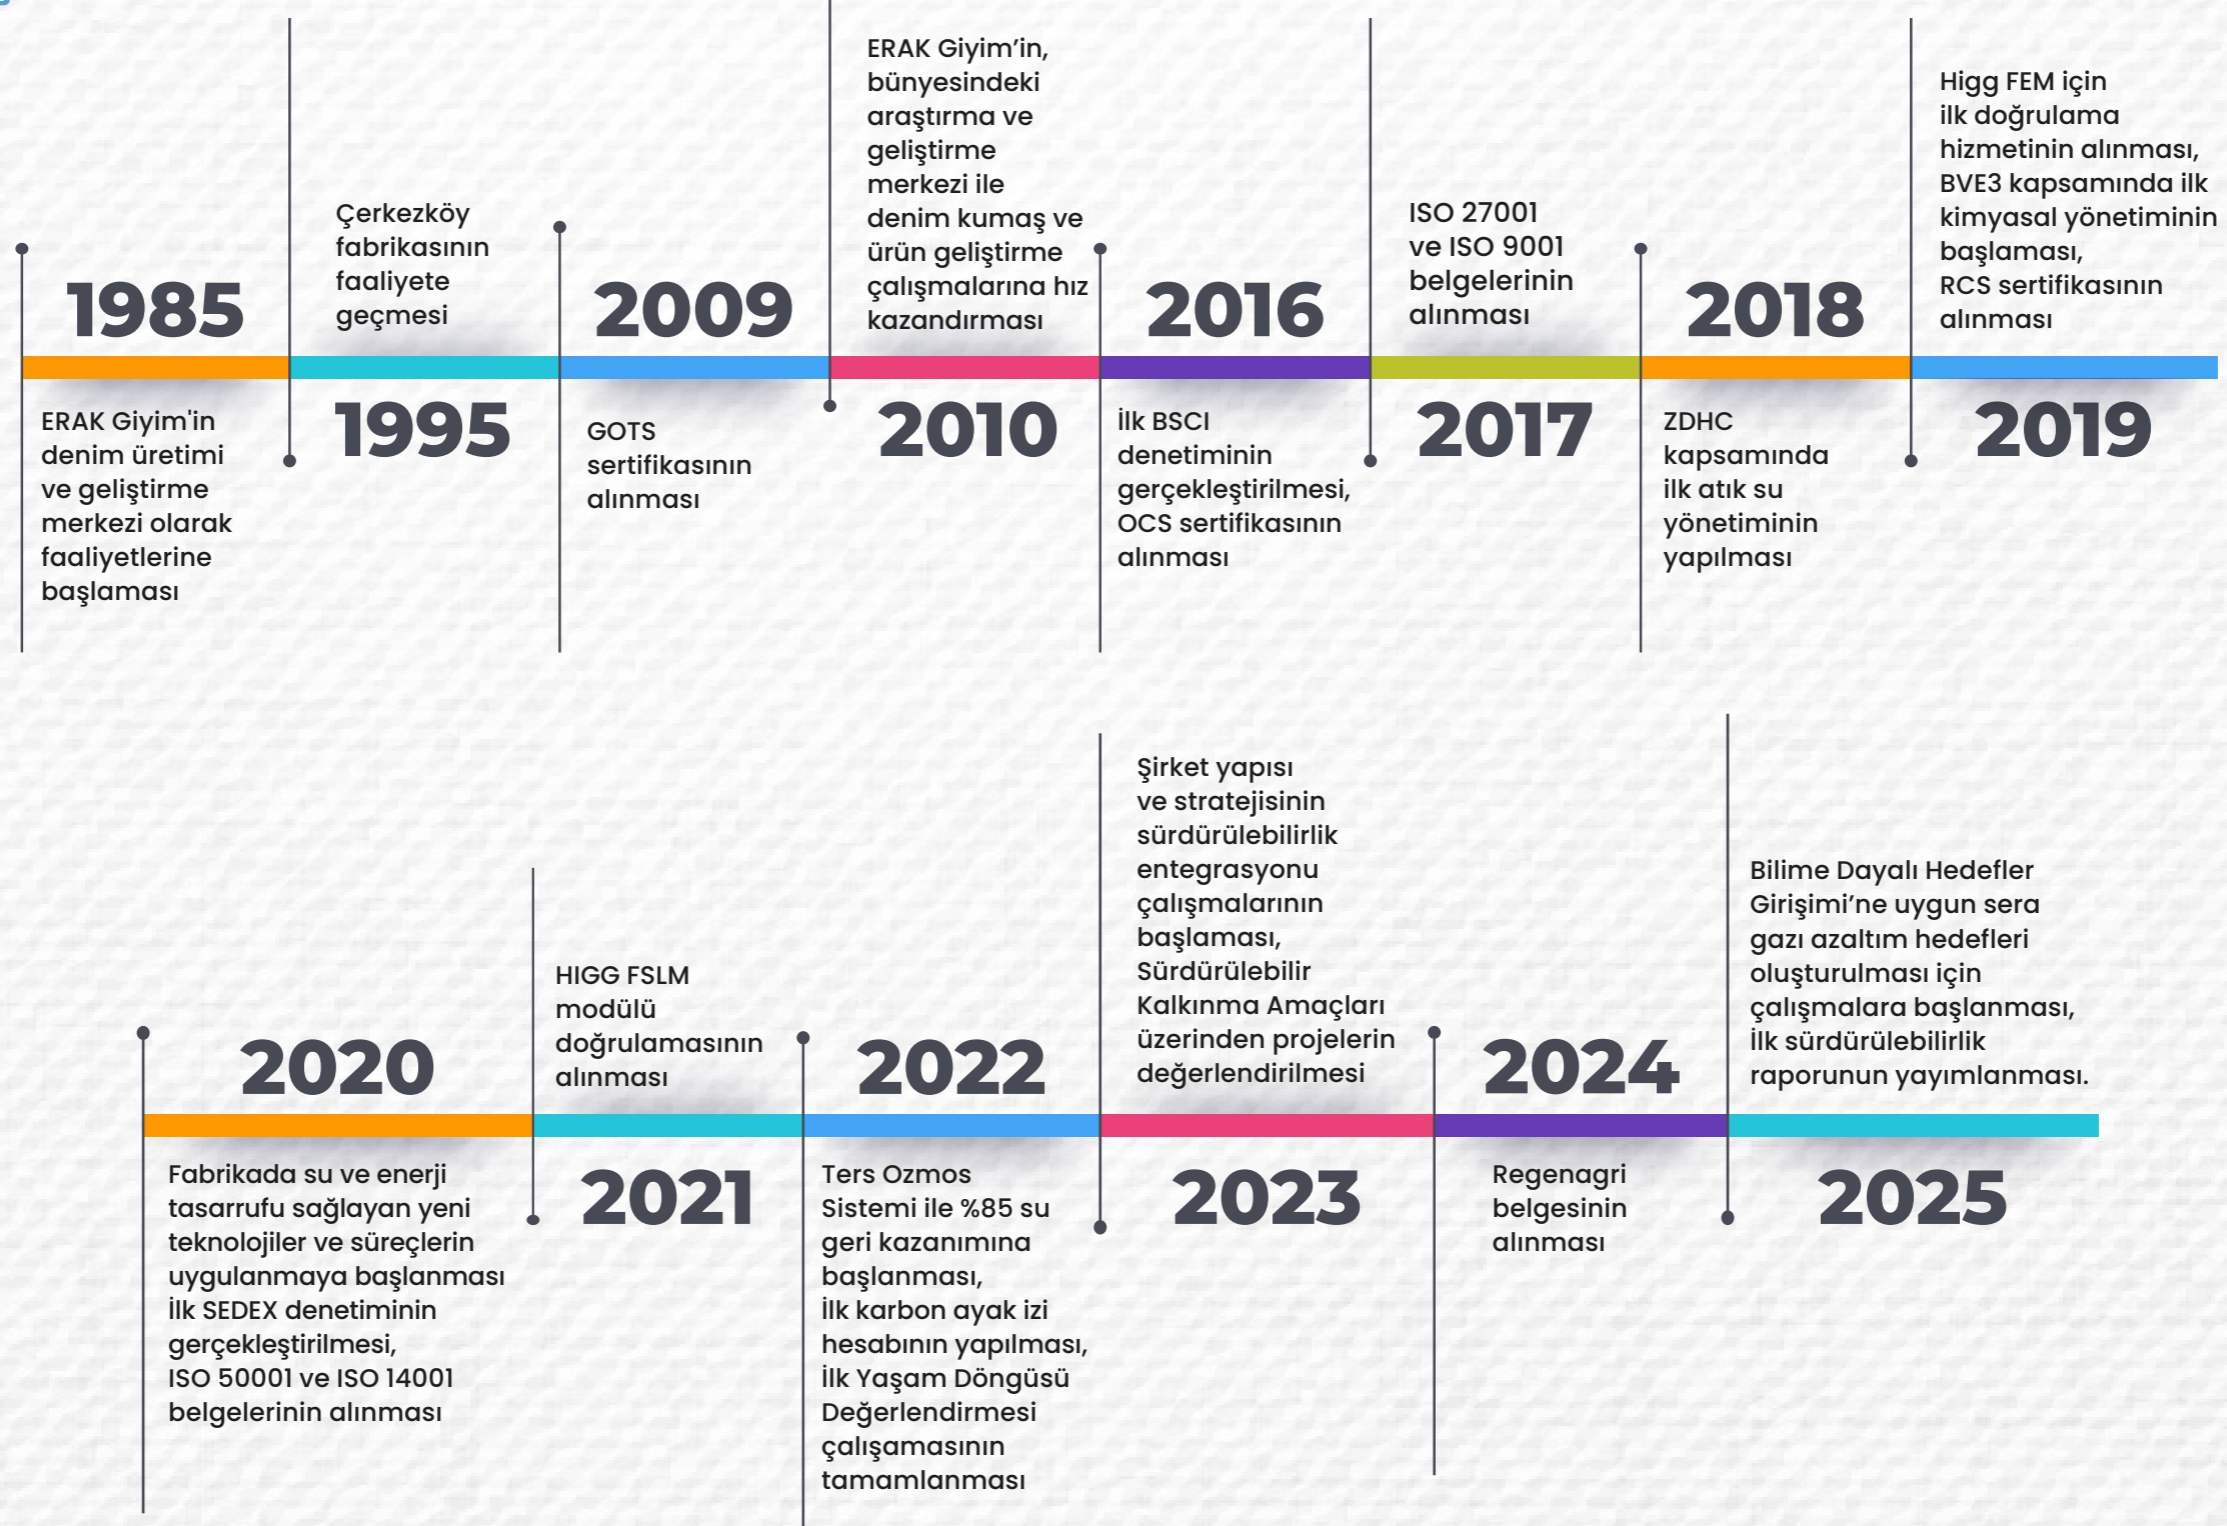 1985
ERAK Giyim'in
denim üretimi
ve geliştirme
merkezi olarak
faaliyetlerine
başlaması
Çerkezköy
fabrikasının
faaliyete
geçmesi
1995
2009
GOTS
sertifikasının
alınması
ERAK Giyim’in,
bünyesindeki
araştırma ve
geliştirme
merkezi ile
denim kumaş ve
ürün geliştirme
çalışmalarına hız
kazandırması
2010
2016
İlk BSCI
denetiminin
gerçekleştirilmesi,
OCS sertifikasının
alınması
ISO 27001
ve ISO 9001
belgelerinin
alınması
2017
2018
ZDHC
kapsamında
ilk atık su
yönetiminin
yapılması
Higg FEM için
ilk doğrulama
hizmetinin alınması,
BVE3 kapsamında ilk
kimyasal yönetiminin
başlaması,
RCS sertifikasının
alınması
2019
2020
Fabrikada su ve enerji
tasarrufu sağlayan yeni
teknolojiler ve süreçlerin
uygulanmaya başlanması
İlk SEDEX denetiminin
gerçekleştirilmesi,
ISO 50001 ve ISO 14001
belgelerinin alınması
HIGG FSLM
modülü
doğrulamasının
alınması
2021
2022
Ters Ozmos
Sistemi ile %85 su
geri kazanımına
başlanması,
İlk karbon ayak izi
hesabının yapılması,
İlk Yaşam Döngüsü
Değerlendirmesi
çalışamasının
tamamlanması
Şirket yapısı
ve stratejisinin
sürdürülebilirlik
entegrasyonu
çalışmalarının
başlaması,
Sürdürülebilir
Kalkınma Amaçları
üzerinden projelerin
değerlendirilmesi
2023
2024
Regenagri
belgesinin
alınması
Bilime Dayalı Hedefler
Girişimi’ne uygun sera
gazı azaltım hedefleri
oluşturulması için
çalışmalara başlanması,
İlk sürdürülebilirlik
raporunun yayımlanması.
2025